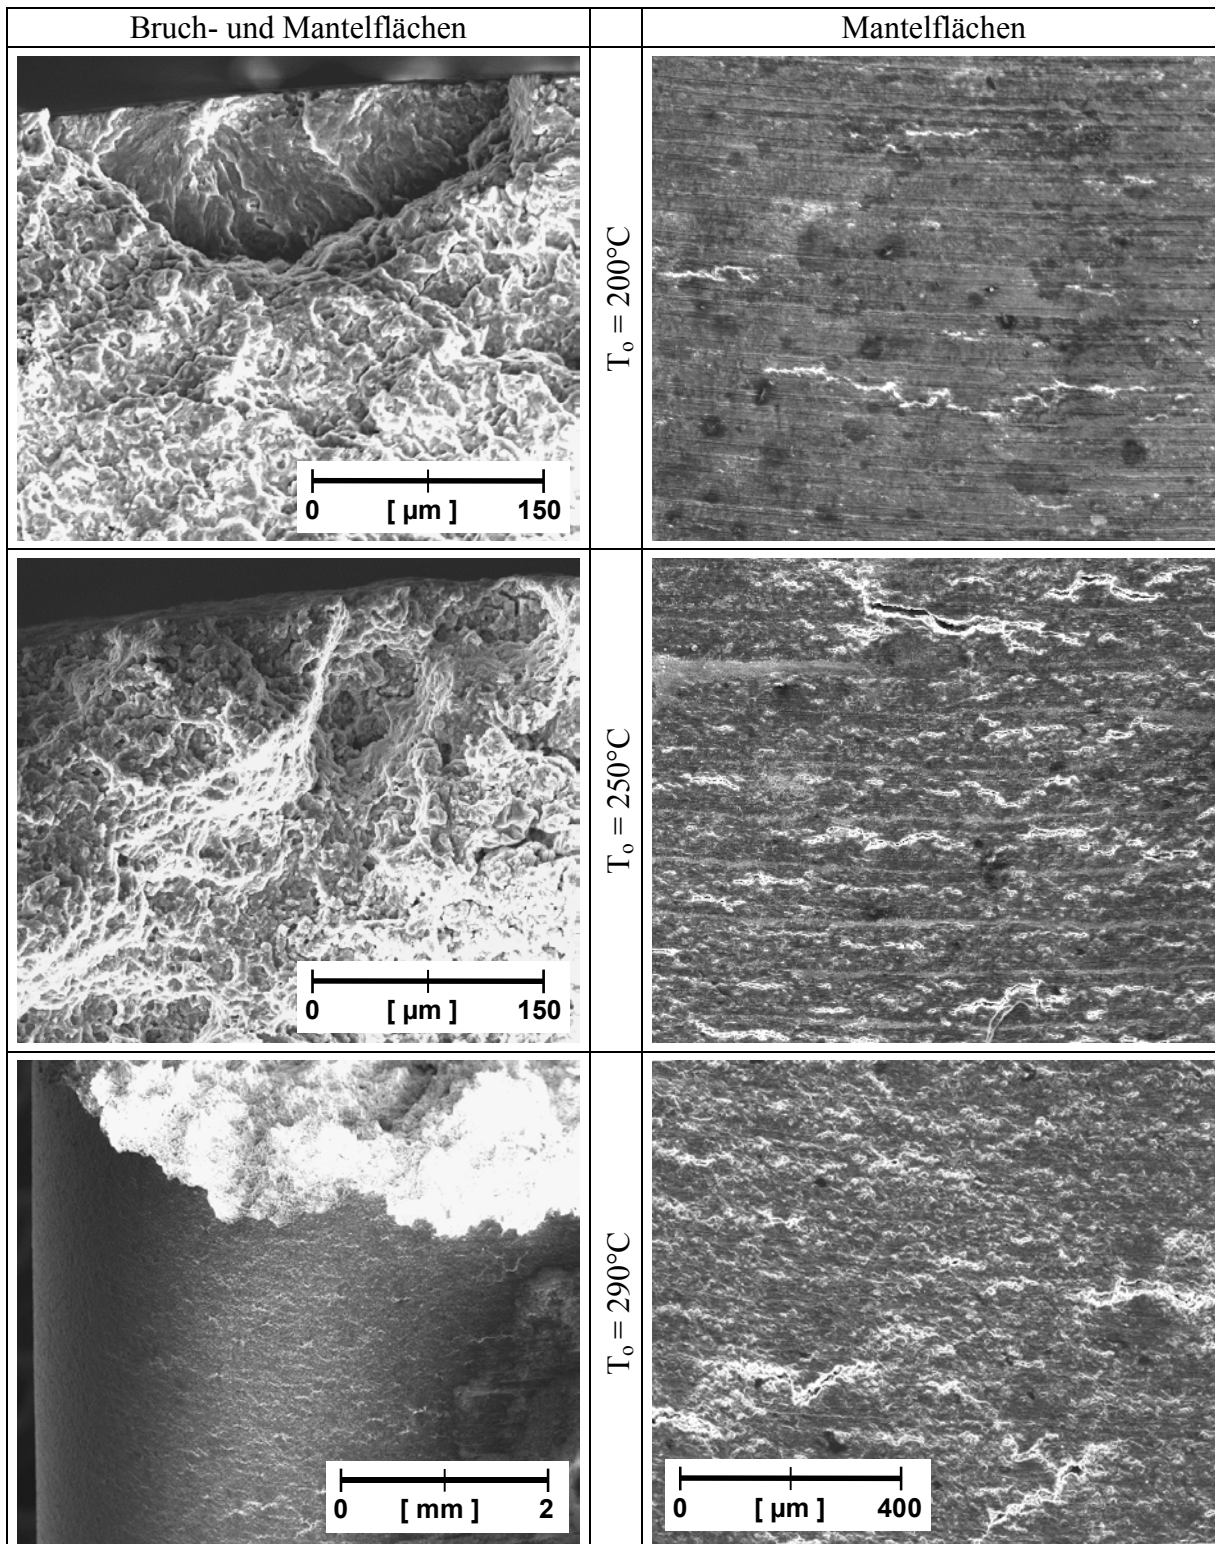 Bruch- und Mantelflächen
Mantelflächen
T₀ = 200°C
0 [ µm ] 150
T₀ = 250°C
0 [ µm ] 150
T₀ = 290°C
0 [ mm ] 2
0 [ µm ] 400